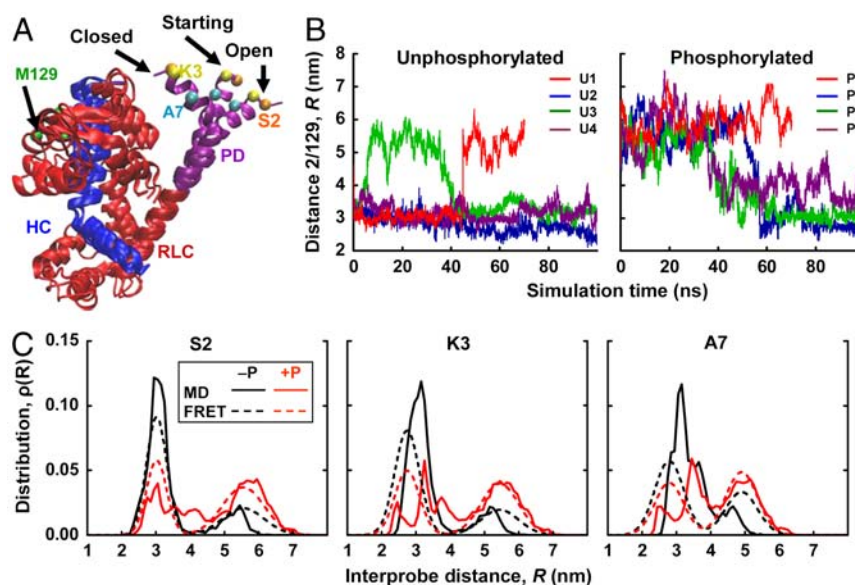 A
Starting
Closed
Open
K3
M129
A7
S2
PD
HC
RLC
B
Distance 2/129, R (nm)
8
7
6
5
4
3
2
Unphosphorylated
U1
U2
U3
U4
0 20 40 60 80
Phosphorylated
P
P
P
P
0 20 40 60 80
Simulation time (ns)
C
Distribution, ρ(R)
0.15
0.10
0.05
0.00
S2
–P +P
MD
FRET
1 2 3 4 5 6 7
K3
1 2 3 4 5 6 7
A7
1 2 3 4 5 6 7
Interprobe distance, R (nm)